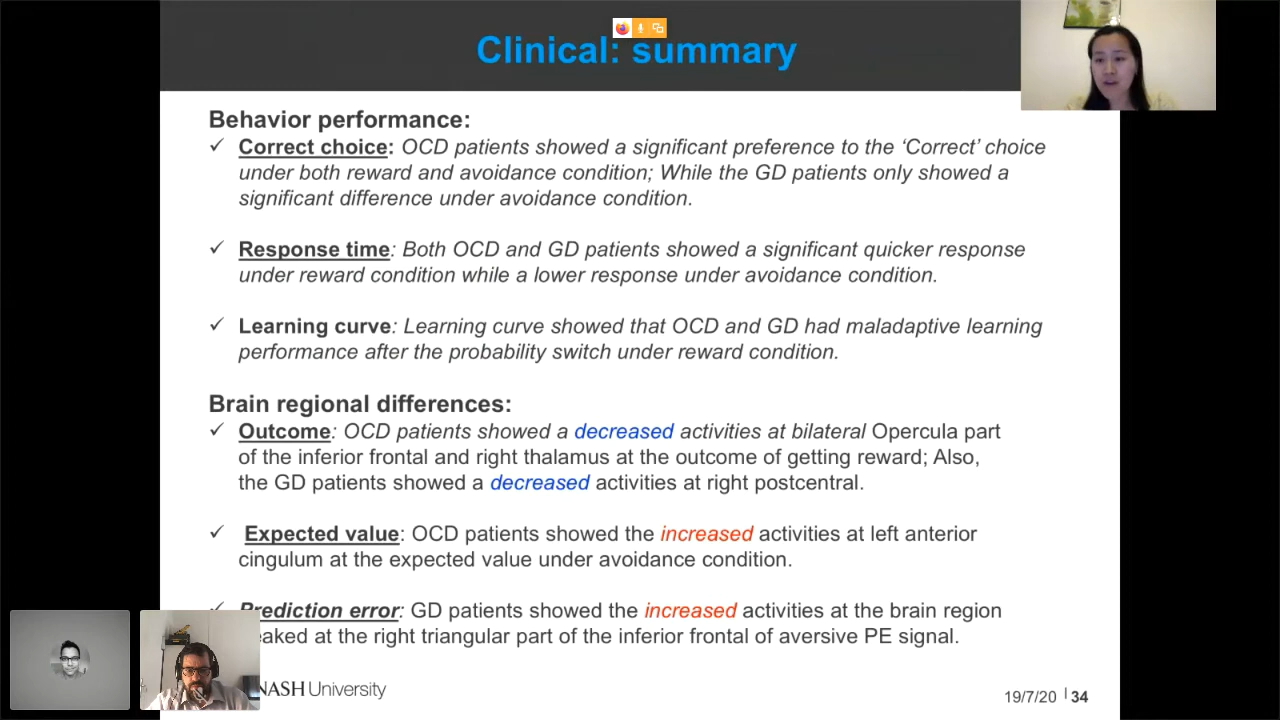 Clinical: summary
Behavior performance:
✓ Correct choice: OCD patients showed a significant preference to the ‘Correct’ choice
under both reward and avoidance condition; While the GD patients only showed a
significant difference under avoidance condition.
✓ Response time: Both OCD and GD patients showed a significant quicker response
under reward condition while a lower response under avoidance condition.
✓ Learning curve: Learning curve showed that OCD and GD had maladaptive learning
performance after the probability switch under reward condition.
Brain regional differences:
✓ Outcome: OCD patients showed a decreased activities at bilateral Opercula part
of the inferior frontal and right thalamus at the outcome of getting reward; Also,
the GD patients showed a decreased activities at right postcentral.
✓ Expected value: OCD patients showed the increased activities at left anterior
cingulum at the expected value under avoidance condition.
✓ Prediction error: GD patients showed the increased activities at the brain region
eaked at the right triangular part of the inferior frontal of aversive PE signal.
NASH University
19/7/20 | 34